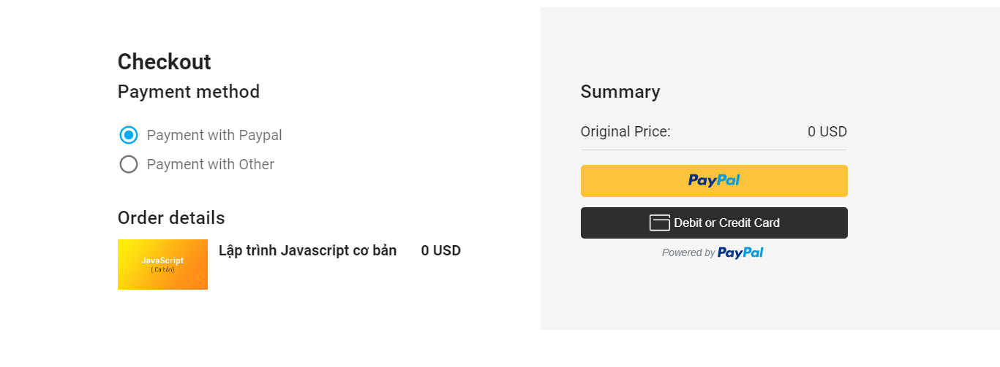 Checkout
Payment method
Payment with Paypal
Payment with Other
Order details
JavaScript
{.Cơ bản}
.JS
Lập trình Javascript cơ bản 0 USD
Summary
Original Price: 0 USD
PayPal
Debit or Credit Card
Powered by PayPal